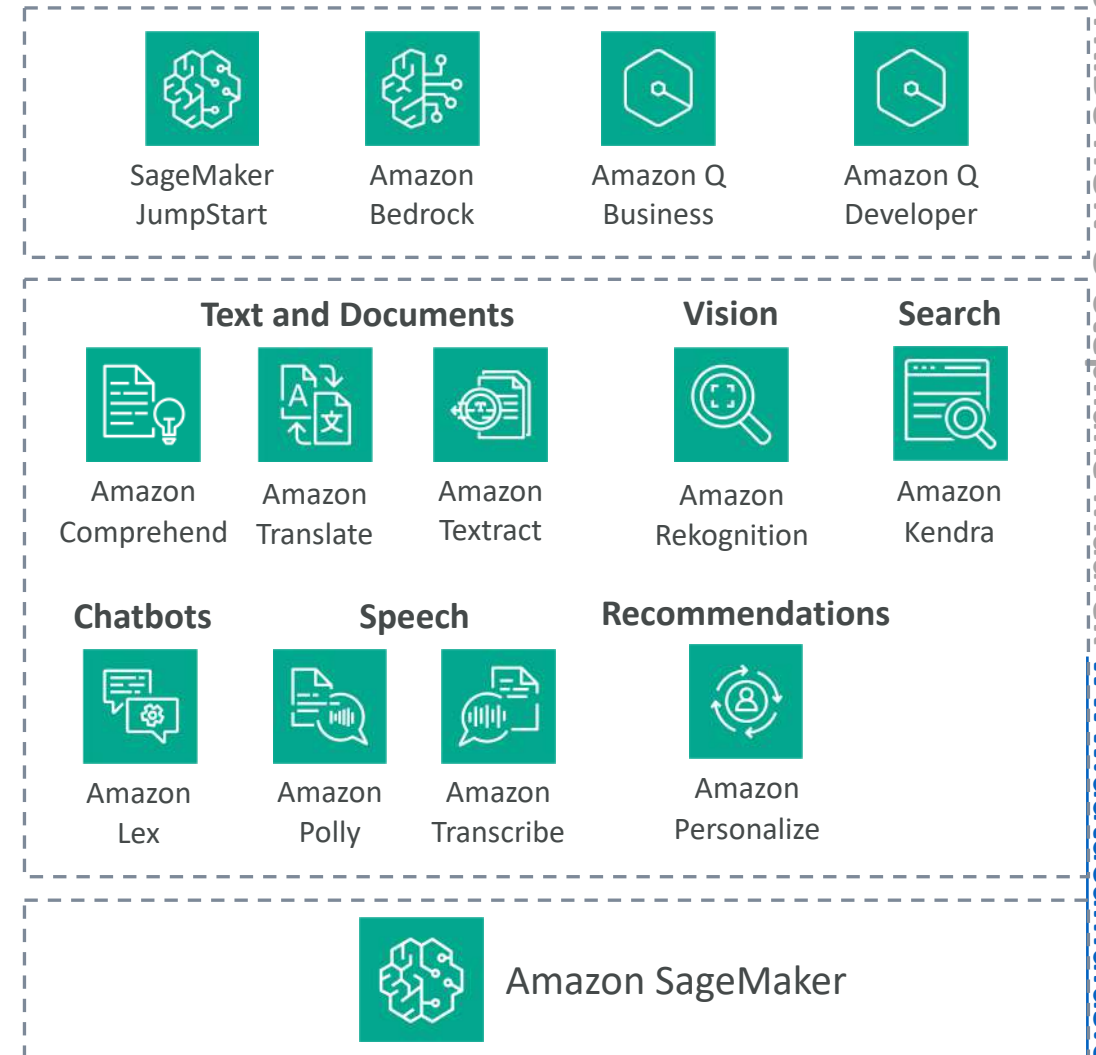 SageMaker
JumpStart
Amazon
Bedrock
Amazon Q
Business
Amazon Q
Developer
Text and Documents
Vision
Search
Amazon
Comprehend
Amazon
Translate
Amazon
Textract
Amazon
Rekognition
Amazon
Kendra
Chatbots
Speech
Recommendations
Amazon
Lex
Amazon
Polly
Amazon
Transcribe
Amazon
Personalize
Amazon SageMaker